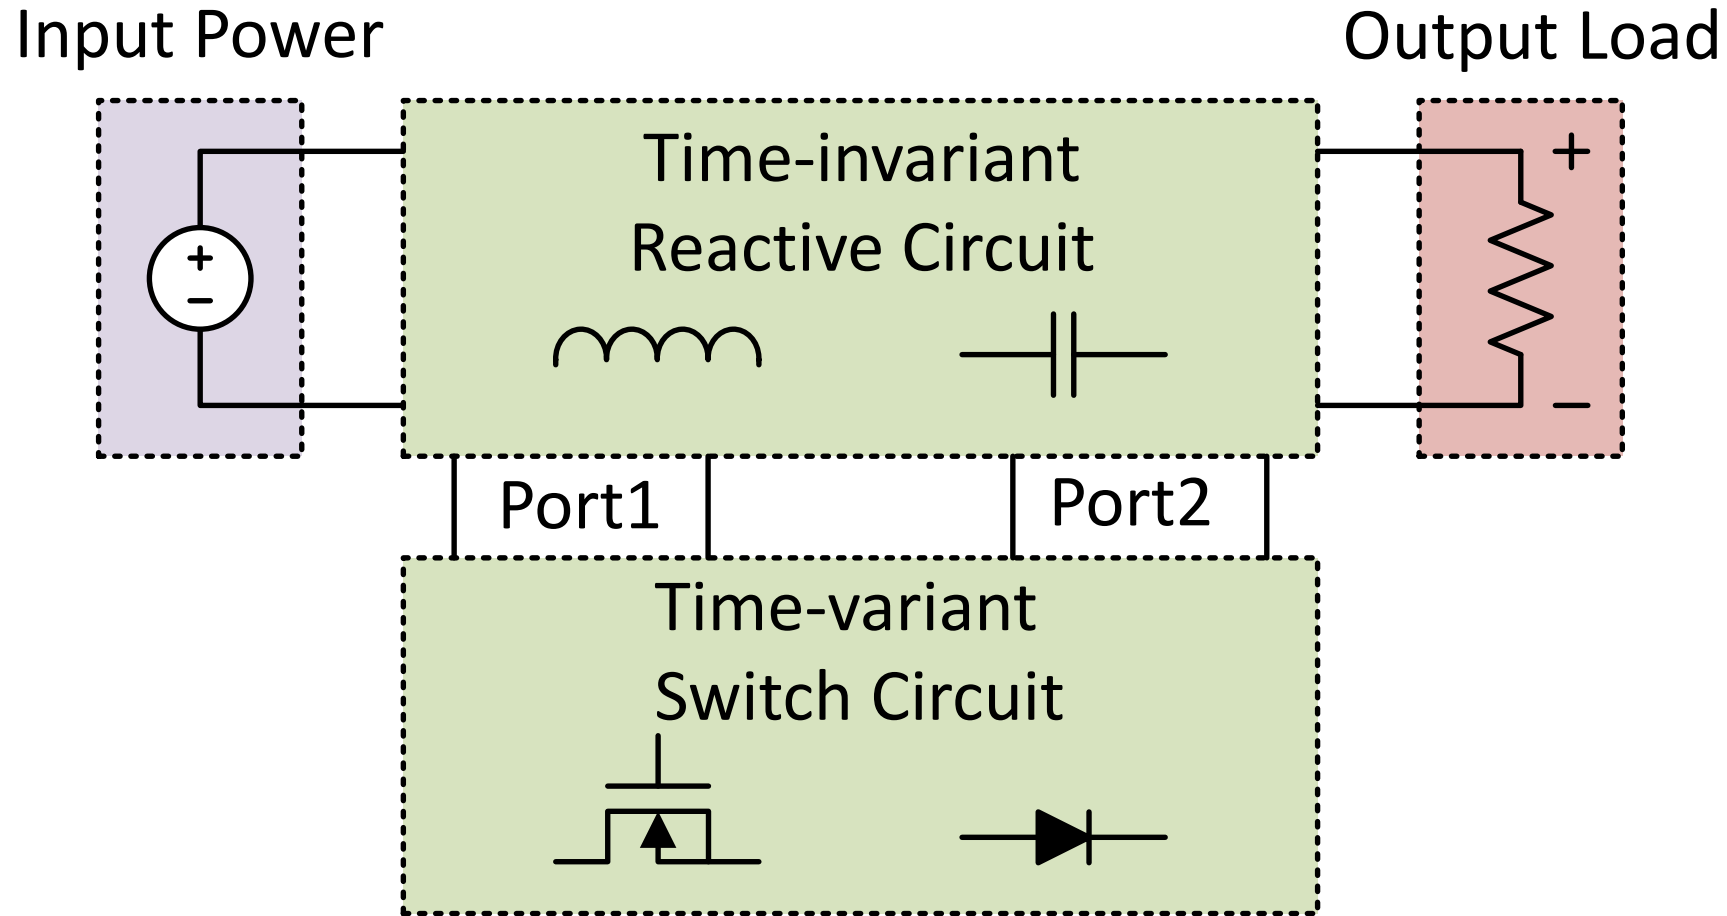 Input Power
Output Load
Time-invariant
Reactive Circuit
+
−
+
−
Port1
Port2
Time-variant
Switch Circuit